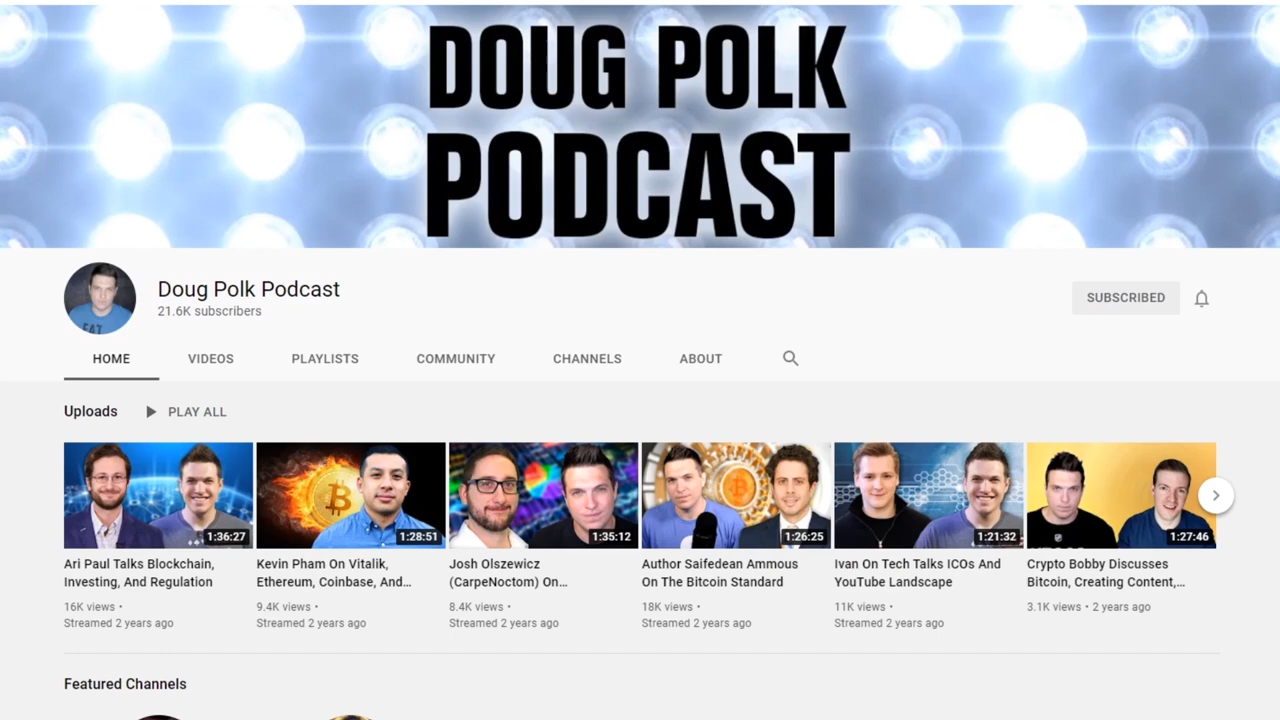 DOUG POLK
PODCAST
Doug Polk Podcast
21.6K subscribers
SUBSCRIBED
HOME
VIDEOS
PLAYLISTS
COMMUNITY
CHANNELS
ABOUT
Uploads
PLAY ALL
1:36:27
Ari Paul Talks Blockchain,
Investing, And Regulation
16K views •
Streamed 2 years ago
1:28:51
Kevin Pham On Vitalik,
Ethereum, Coinbase, And...
9.4K views •
Streamed 2 years ago
1:35:12
Josh Olszewicz
(CarpeNoctom) On...
8.4K views •
Streamed 2 years ago
1:26:25
Author Saifedean Ammous
On The Bitcoin Standard
18K views •
Streamed 2 years ago
1:21:32
Ivan On Tech Talks ICOs And
YouTube Landscape
11K views •
Streamed 2 years ago
1:27:46
Crypto Bobby Discusses
Bitcoin, Creating Content,...
3.1K views • 2 years ago
Featured Channels